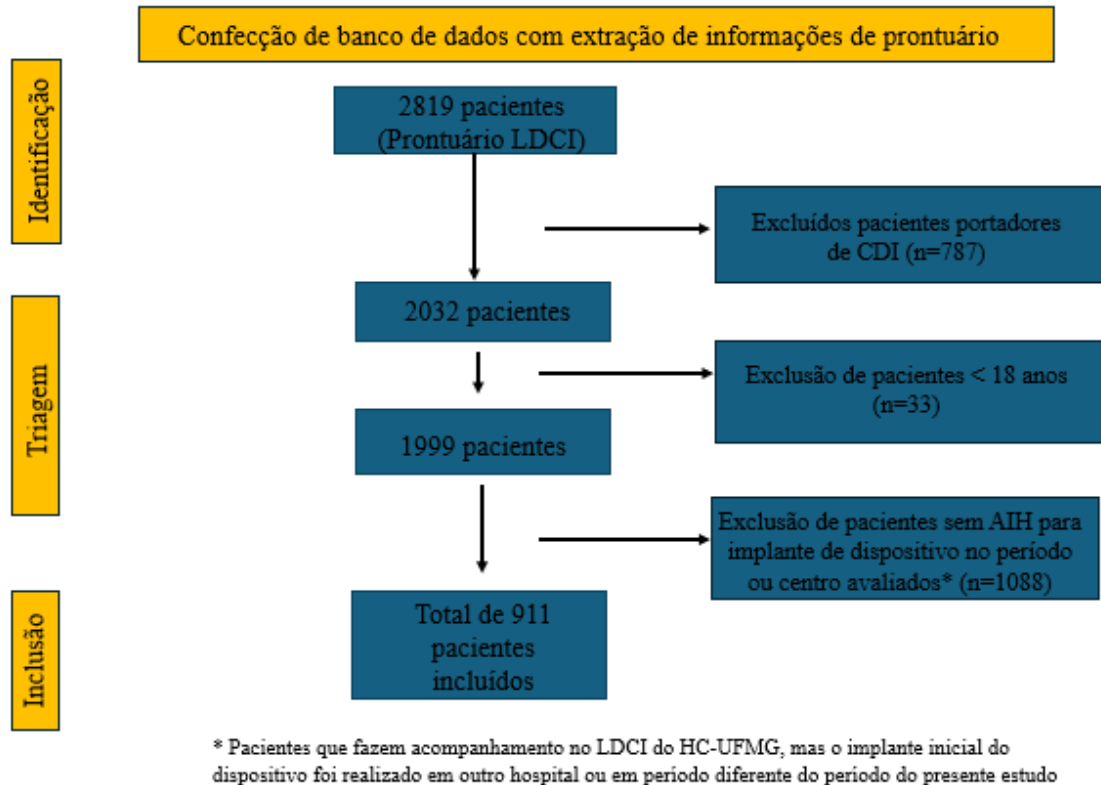 Confecção de banco de dados com extração de informações de prontuário
Identificação
2819 pacientes
(Prontuário LDCI)
Excluídos pacientes portadores
de CDI (n=787)
Triagem
2032 pacientes
Exclusão de pacientes < 18 anos
(n=33)
1999 pacientes
Exclusão de pacientes sem AIH para
implante de dispositivo no período
ou centro avaliados* (n=1088)
Inclusão
Total de 911
pacientes
incluídos
* Pacientes que fazem acompanhamento no LDCI do HC-UFMG, mas o implante inicial do
dispositivo foi realizado em outro hospital ou em período diferente do período do presente estudo